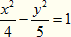 x²/4 − y²/5 = 1